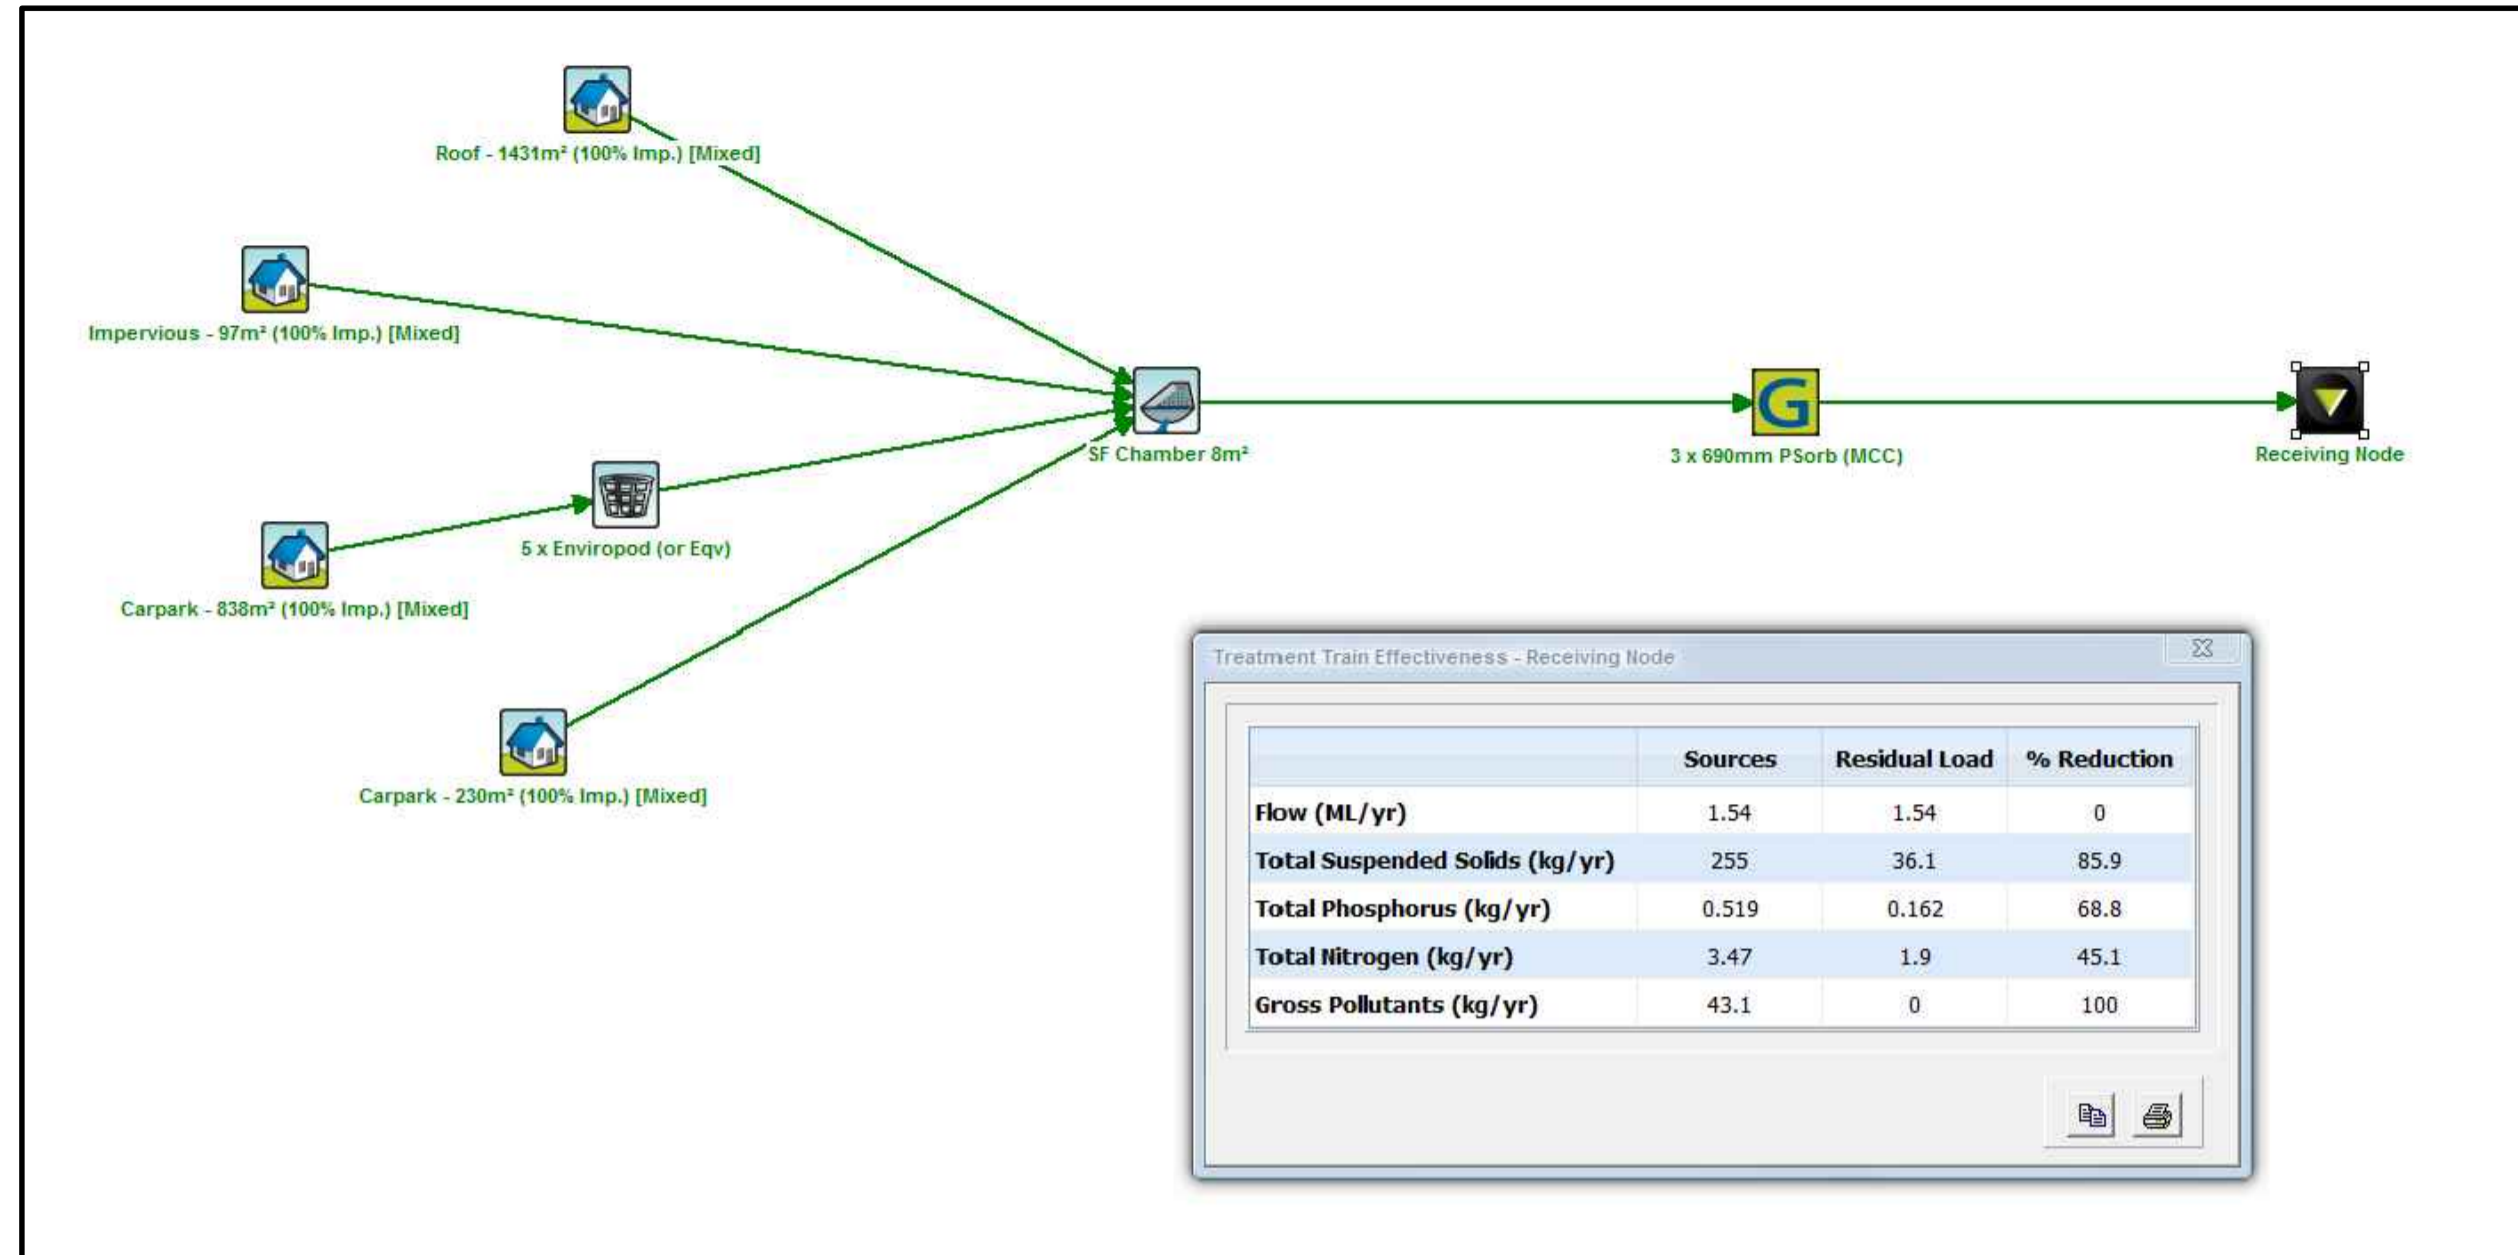 Roof - 1431m² (100% Imp.) [Mixed]
Impervious - 97m² (100% Imp.) [Mixed]
SF Chamber 8m²
3 x 690mm PSorb (MCC)
Receiving Node
5 x Enviropod (or Eqv)
Carpark - 838m² (100% Imp.) [Mixed]
Carpark - 230m² (100% Imp.) [Mixed]
Treatment Train Effectiveness - Receiving Node
Sources Residual Load % Reduction
Flow (ML/yr) 1.54 1.54 0
Total Suspended Solids (kg/yr) 255 36.1 85.9
Total Phosphorus (kg/yr) 0.519 0.162 68.8
Total Nitrogen (kg/yr) 3.47 1.9 45.1
Gross Pollutants (kg/yr) 43.1 0 100
G